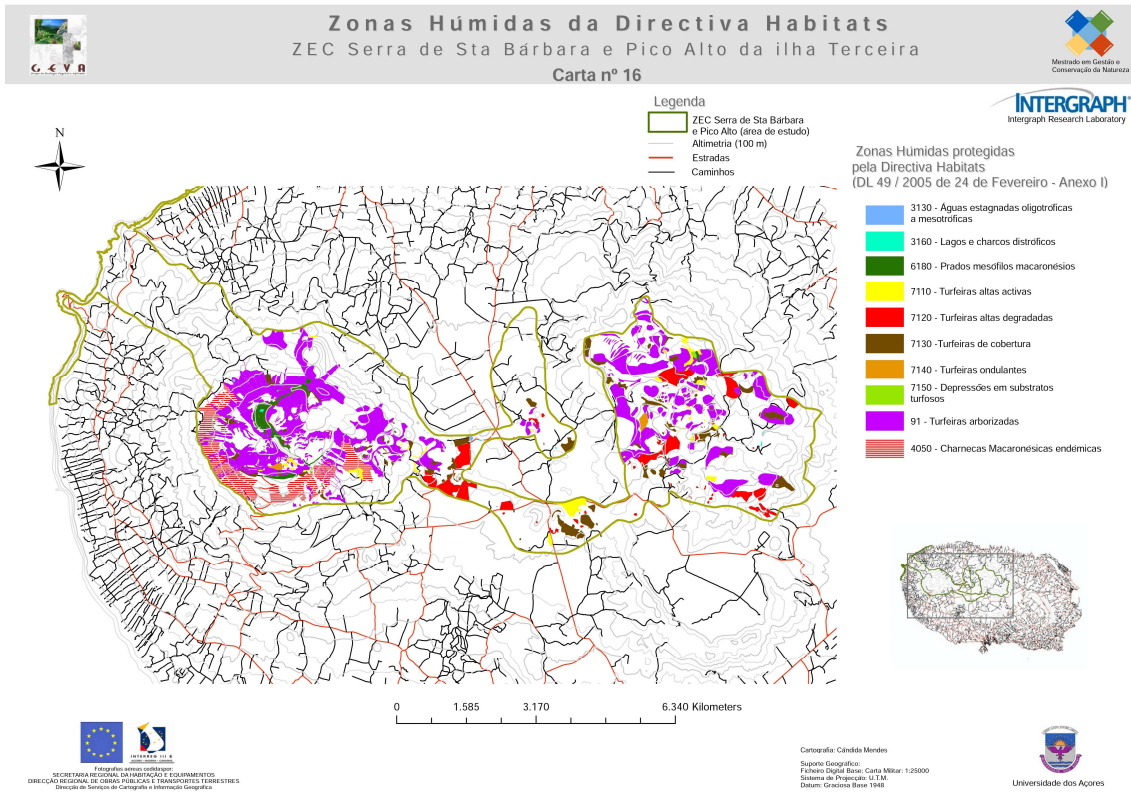 Zonas Húmidas da Directiva Habitats
ZEC Serra de Sta Bárbara e Pico Alto da ilha Terceira
Carta nº 16
G E V A
Mestrado em Gestão e
Conservação da Natureza
INTERGRAPH
Intergraph Research Laboratory
N
Legenda
ZEC Serra de Sta Bárbara
e Pico Alto (área de estudo)
Altimetria (100 m)
Estradas
Caminhos
Zonas Húmidas protegidas
pela Directiva Habitats
(DL 49 / 2005 de 24 de Fevereiro - Anexo I)
3130 - Águas estagnadas oligotróficas
a mesotróficas
3160 - Lagos e charcos distróficos
6180 - Prados mesófilos macaronésios
7110 - Turfeiras altas activas
7120 - Turfeiras altas degradadas
7130 -Turfeiras de cobertura
7140 - Turfeiras ondulantes
7150 - Depressões em substratos
turfosos
91 - Turfeiras arborizadas
4050 - Charnecas Macaronésicas endémicas
0 1.585 3.170 6.340 Kilometers
INTERREG III B
Fotografias aéreas cedidaspor:
SECRETARIA REGIONAL DA HABITAÇÃO E EQUIPAMENTOS
DIRECÇÃO REGIONAL DE OBRAS PÚBLICAS E TRANSPORTES TERRESTRES
Direcção de Serviços de Cartografia e Informação Geográfica
Cartografia: Cândida Mendes
Suporte Geográfico:
Ficheiro Digital Base: Carta Militar: 1:25000
Sistema de Projecção: U.T.M.
Datum: Graciosa Base 1948
Universidade dos Açores